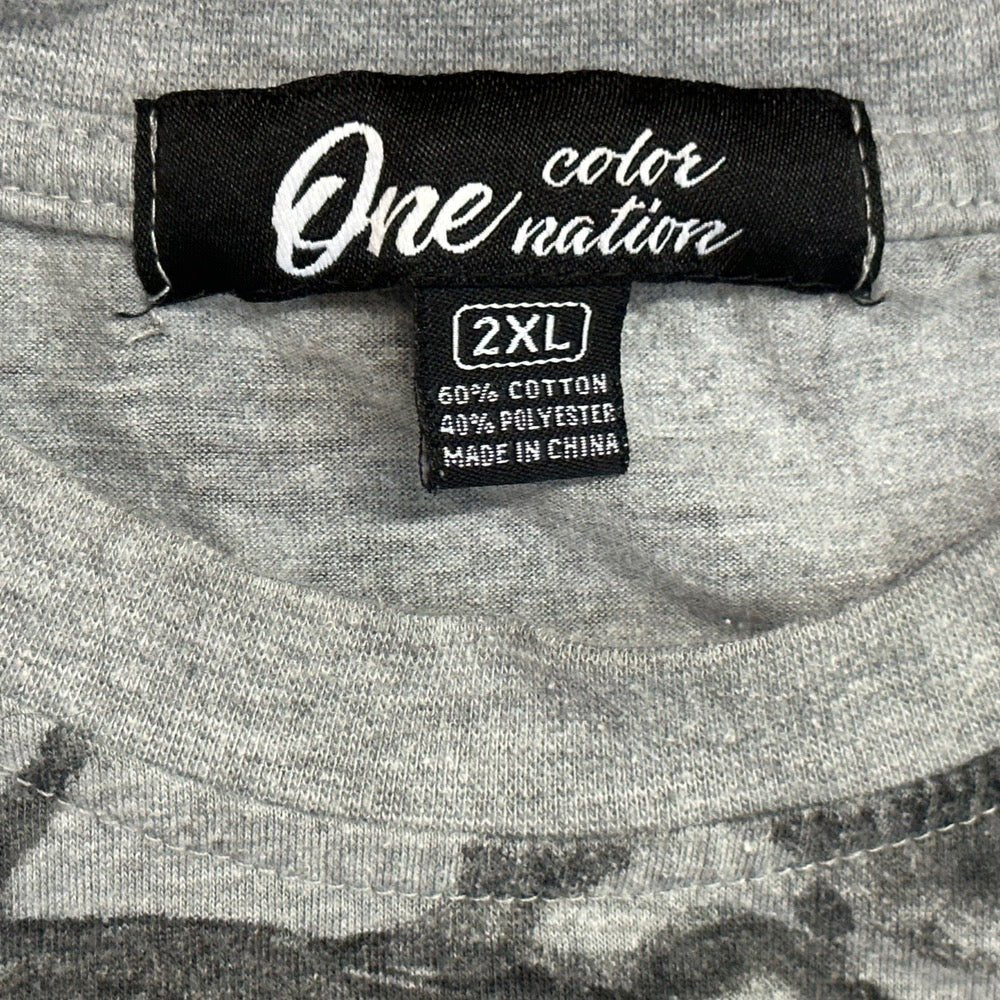 One color nation
2XL
60% COTTON
40% POLYESTER
MADE IN CHINA